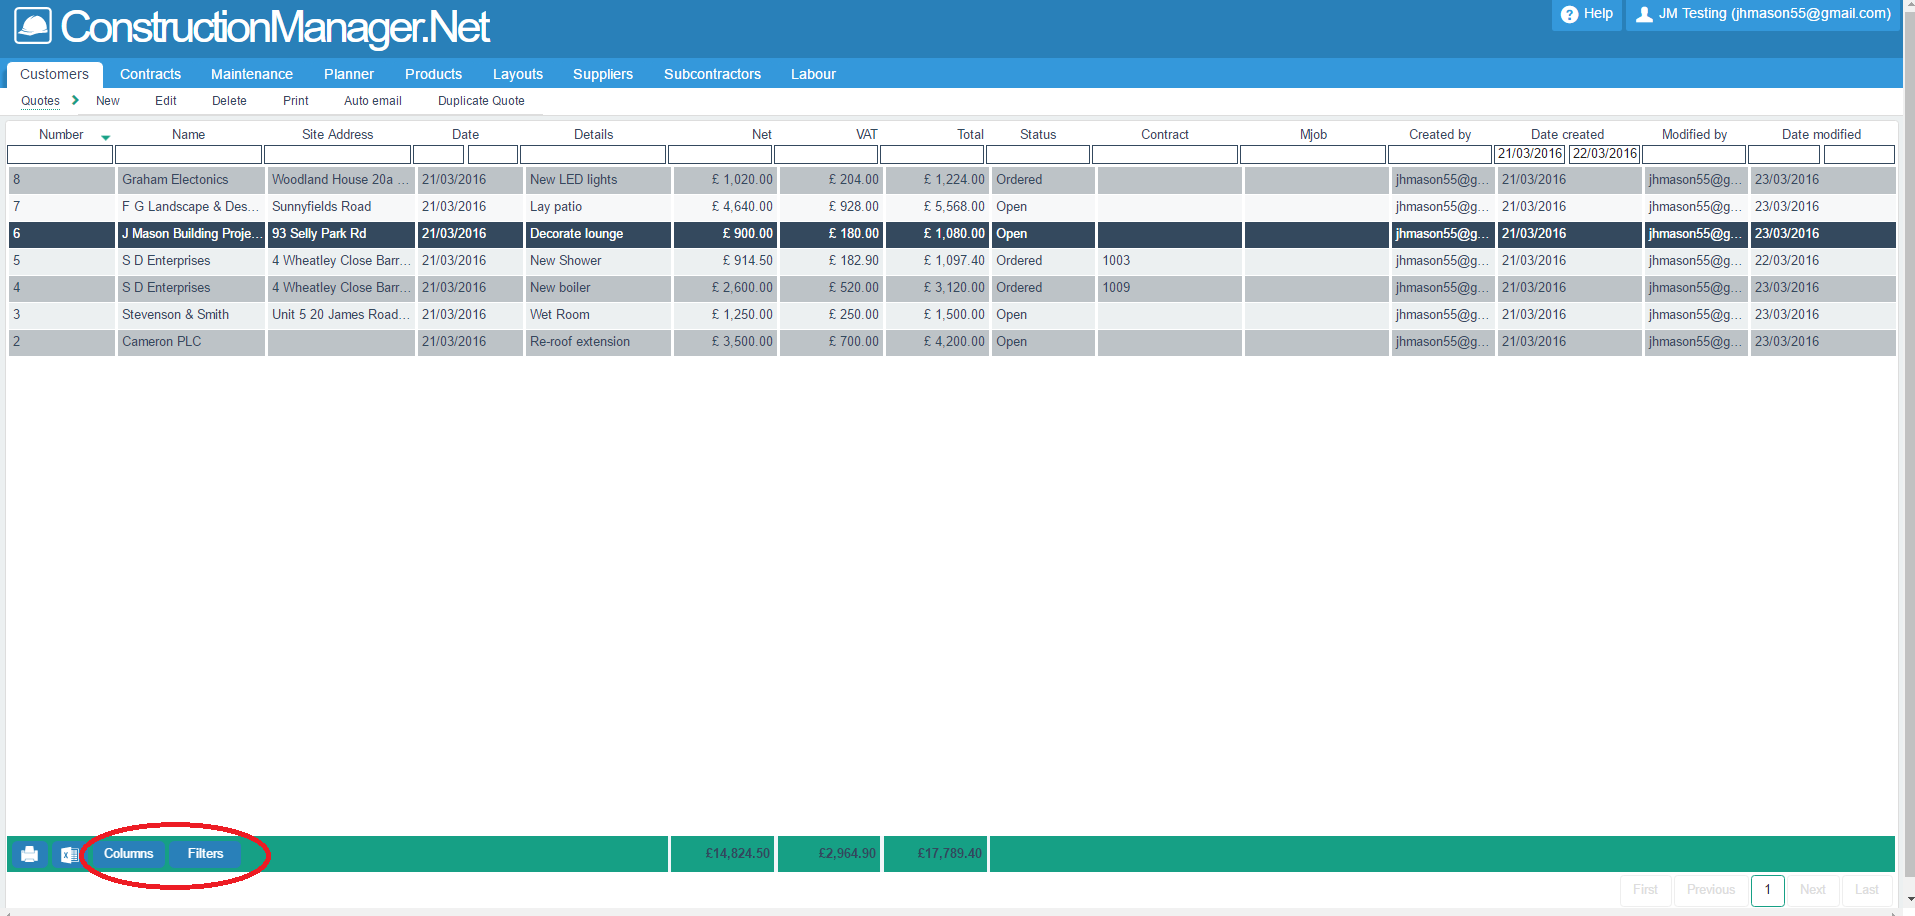 ConstructionManager.Net
? Help JM Testing (jhmason55@gmail.com)
Customers Contracts Maintenance Planner Products Layouts Suppliers Subcontractors Labour
Quotes New Edit Delete Print Auto email Duplicate Quote
Number Name Site Address Date Details Net VAT Total Status Contract Mjob Created by Date created Modified by Date modified
21/03/2016 22/03/2016
8 Graham Electonics Woodland House 20a ... 21/03/2016 New LED lights £ 1,020.00 £ 204.00 £ 1,224.00 Ordered jhmason55@g... 21/03/2016 jhmason55@g... 23/03/2016
7 F G Landscape & Des... Sunnyfields Road 21/03/2016 Lay patio £ 4,640.00 £ 928.00 £ 5,568.00 Open jhmason55@g... 21/03/2016 jhmason55@g... 23/03/2016
6 J Mason Building Proje... 93 Selly Park Rd 21/03/2016 Decorate lounge £ 900.00 £ 180.00 £ 1,080.00 Open jhmason55@g... 21/03/2016 jhmason55@g... 23/03/2016
5 S D Enterprises 4 Wheatley Close Barr... 21/03/2016 New Shower £ 914.50 £ 182.90 £ 1,097.40 Ordered 1003 jhmason55@g... 21/03/2016 jhmason55@g... 22/03/2016
4 S D Enterprises 4 Wheatley Close Barr... 21/03/2016 New boiler £ 2,600.00 £ 520.00 £ 3,120.00 Ordered 1009 jhmason55@g... 21/03/2016 jhmason55@g... 23/03/2016
3 Stevenson & Smith Unit 5 20 James Road... 21/03/2016 Wet Room £ 1,250.00 £ 250.00 £ 1,500.00 Open jhmason55@g... 21/03/2016 jhmason55@g... 23/03/2016
2 Cameron PLC 21/03/2016 Re-roof extension £ 3,500.00 £ 700.00 £ 4,200.00 Open jhmason55@g... 21/03/2016 jhmason55@g... 23/03/2016
Columns Filters £14,824.50 £2,964.90 £17,789.40
First Previous 1 Next Last